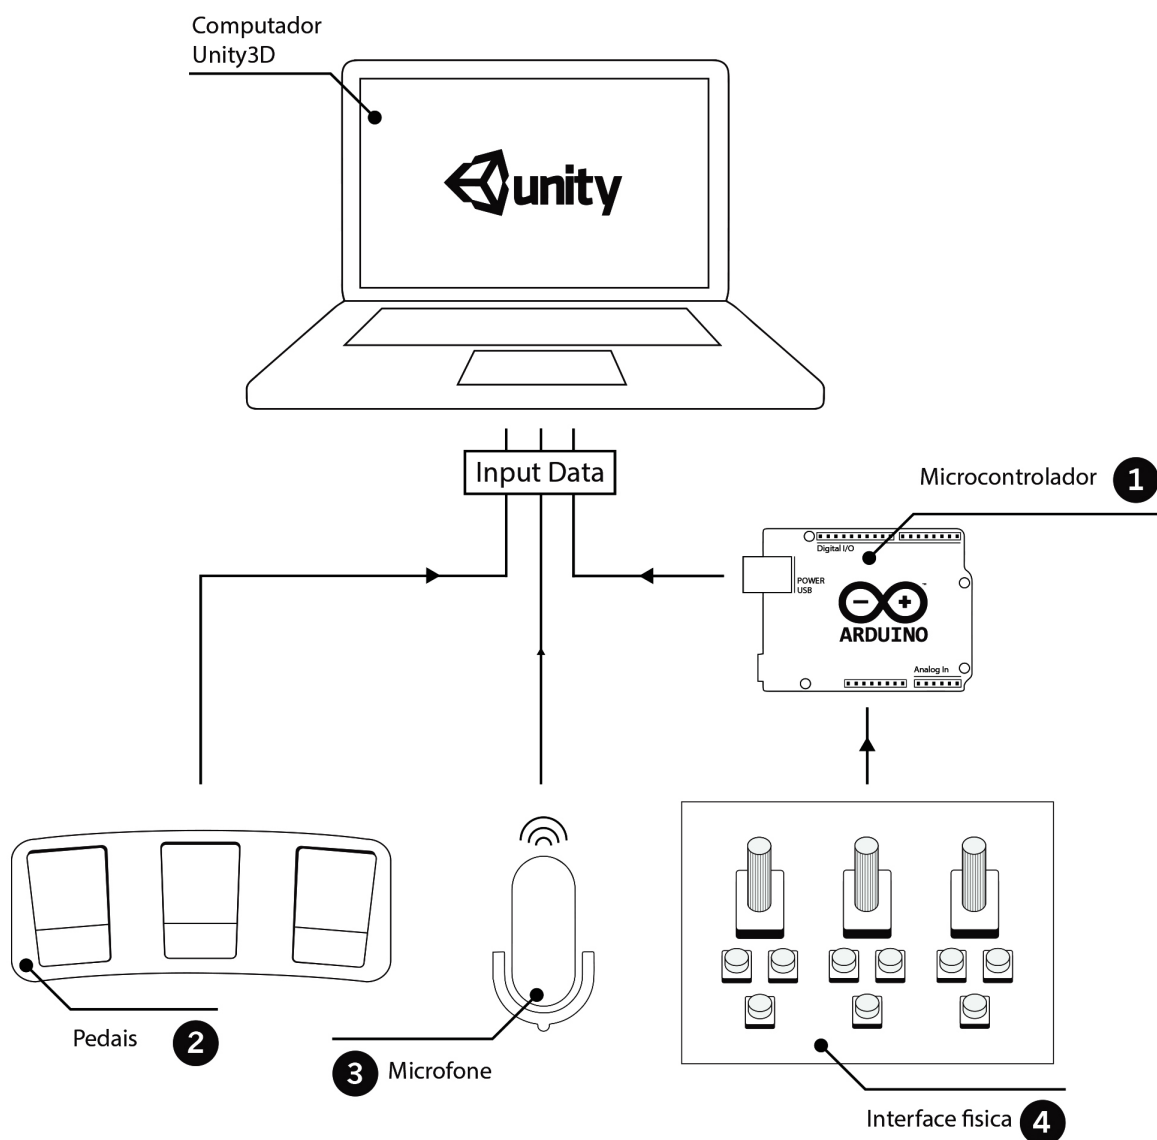 Computador
Unity3D
unity
Input Data
Microcontrolador 1
Digital I/O
POWER
USB
ARDUINO
Analog In
Pedais 2
3 Microfone
Interface fisica 4